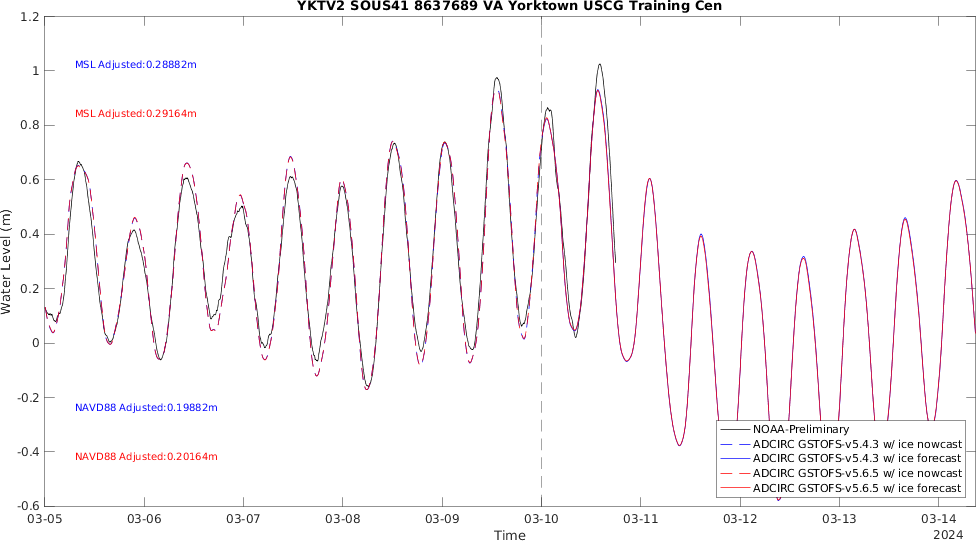 YKTV2 SOUS41 8637689 VA Yorktown USCG Training Cen
1.2
1
0.8
0.6
0.4
0.2
0
-0.2
-0.4
-0.6
Water Level (m)
MSL Adjusted:0.28882m
MSL Adjusted:0.29164m
NAVD88 Adjusted:0.19882m
NAVD88 Adjusted:0.20164m
NOAA-Preliminary
ADCIRC GSTOFS-v5.4.3 w/ ice nowcast
ADCIRC GSTOFS-v5.4.3 w/ ice forecast
ADCIRC GSTOFS-v5.6.5 w/ ice nowcast
ADCIRC GSTOFS-v5.6.5 w/ ice forecast
03-05 03-06 03-07 03-08 03-09 03-10 03-11 03-12 03-13 03-14
Time
2024